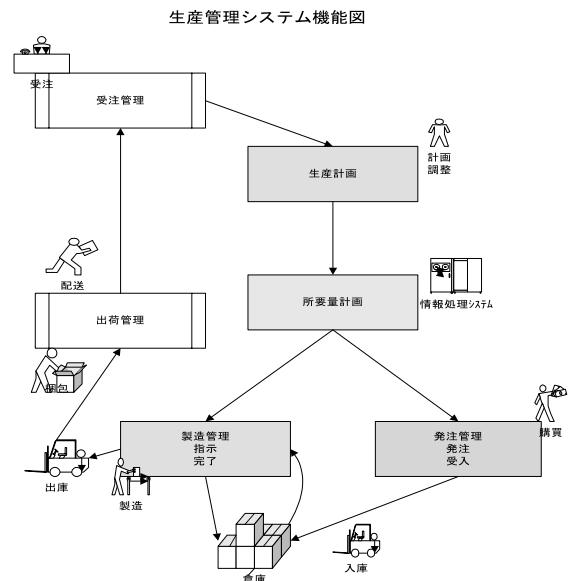 生産管理システム機能図
受注
受注管理
計画
調整
生産計画
配送
情報処理ｼｽﾃﾑ
所要量計画
出荷管理
梱包
購買
製造管理
指示
完了
発注管理
発注
受入
出庫
製造
入庫
倉庫